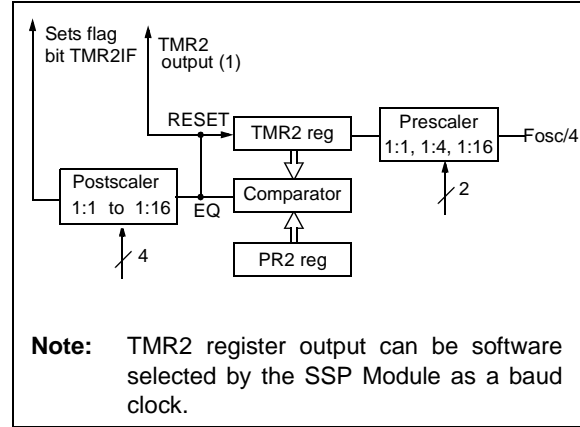 Sets flag
bit TMR2IF
TMR2
output (1)
RESET
TMR2 reg
Prescaler
1:1, 1:4, 1:16
Fosc/4
2
Postscaler
1:1 to 1:16
EQ
Comparator
4
PR2 reg
Note: TMR2 register output can be software
selected by the SSP Module as a baud
clock.